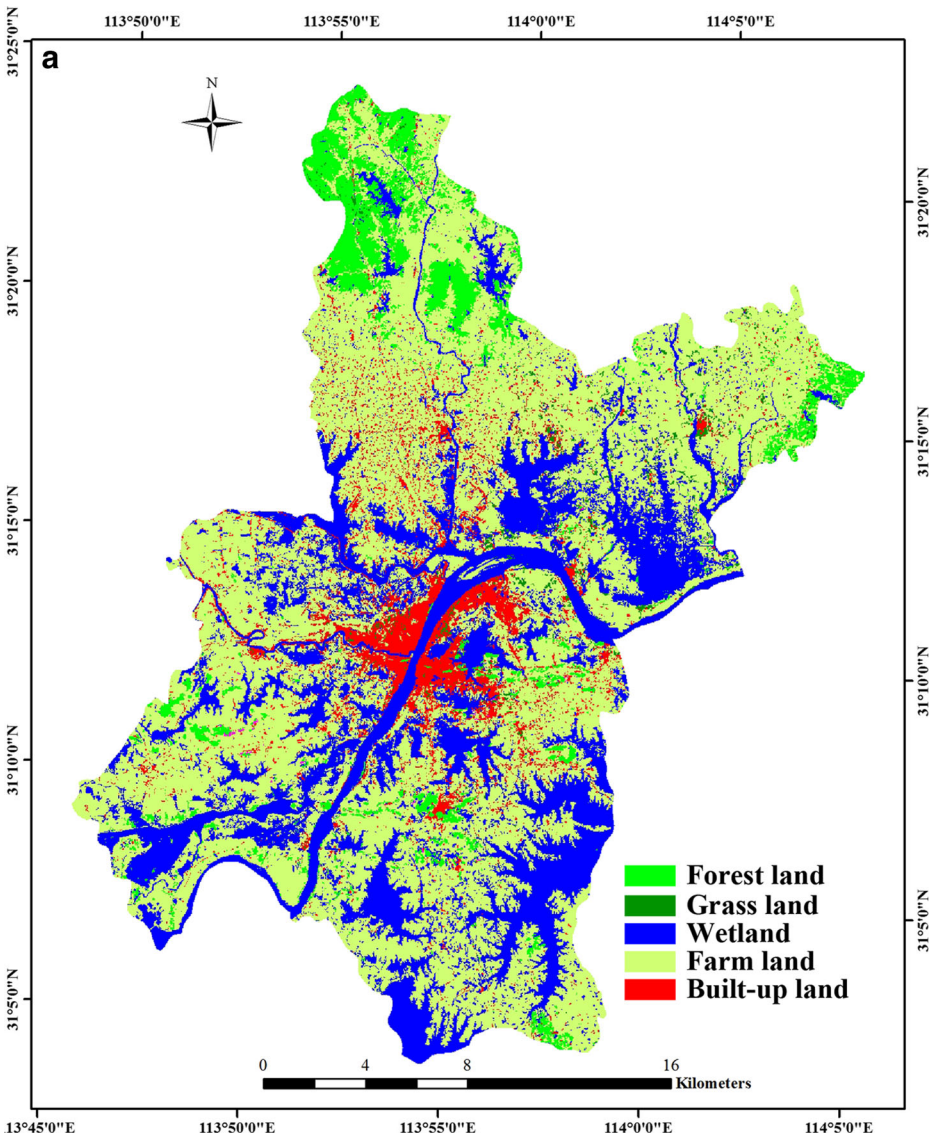 113°50'0"E 113°55'0"E 114°0'0"E 114°5'0"E
a
N
31°25'0"N
31°20'0"N
31°15'0"N
31°10'0"N
31°5'0"N
31°20'0"N
31°15'0"N
31°10'0"N
31°5'0"N
Forest land
Grass land
Wetland
Farm land
Built-up land
0 4 8 16
Kilometers
13°45'0"E 113°50'0"E 113°55'0"E 114°0'0"E 114°5'0"E